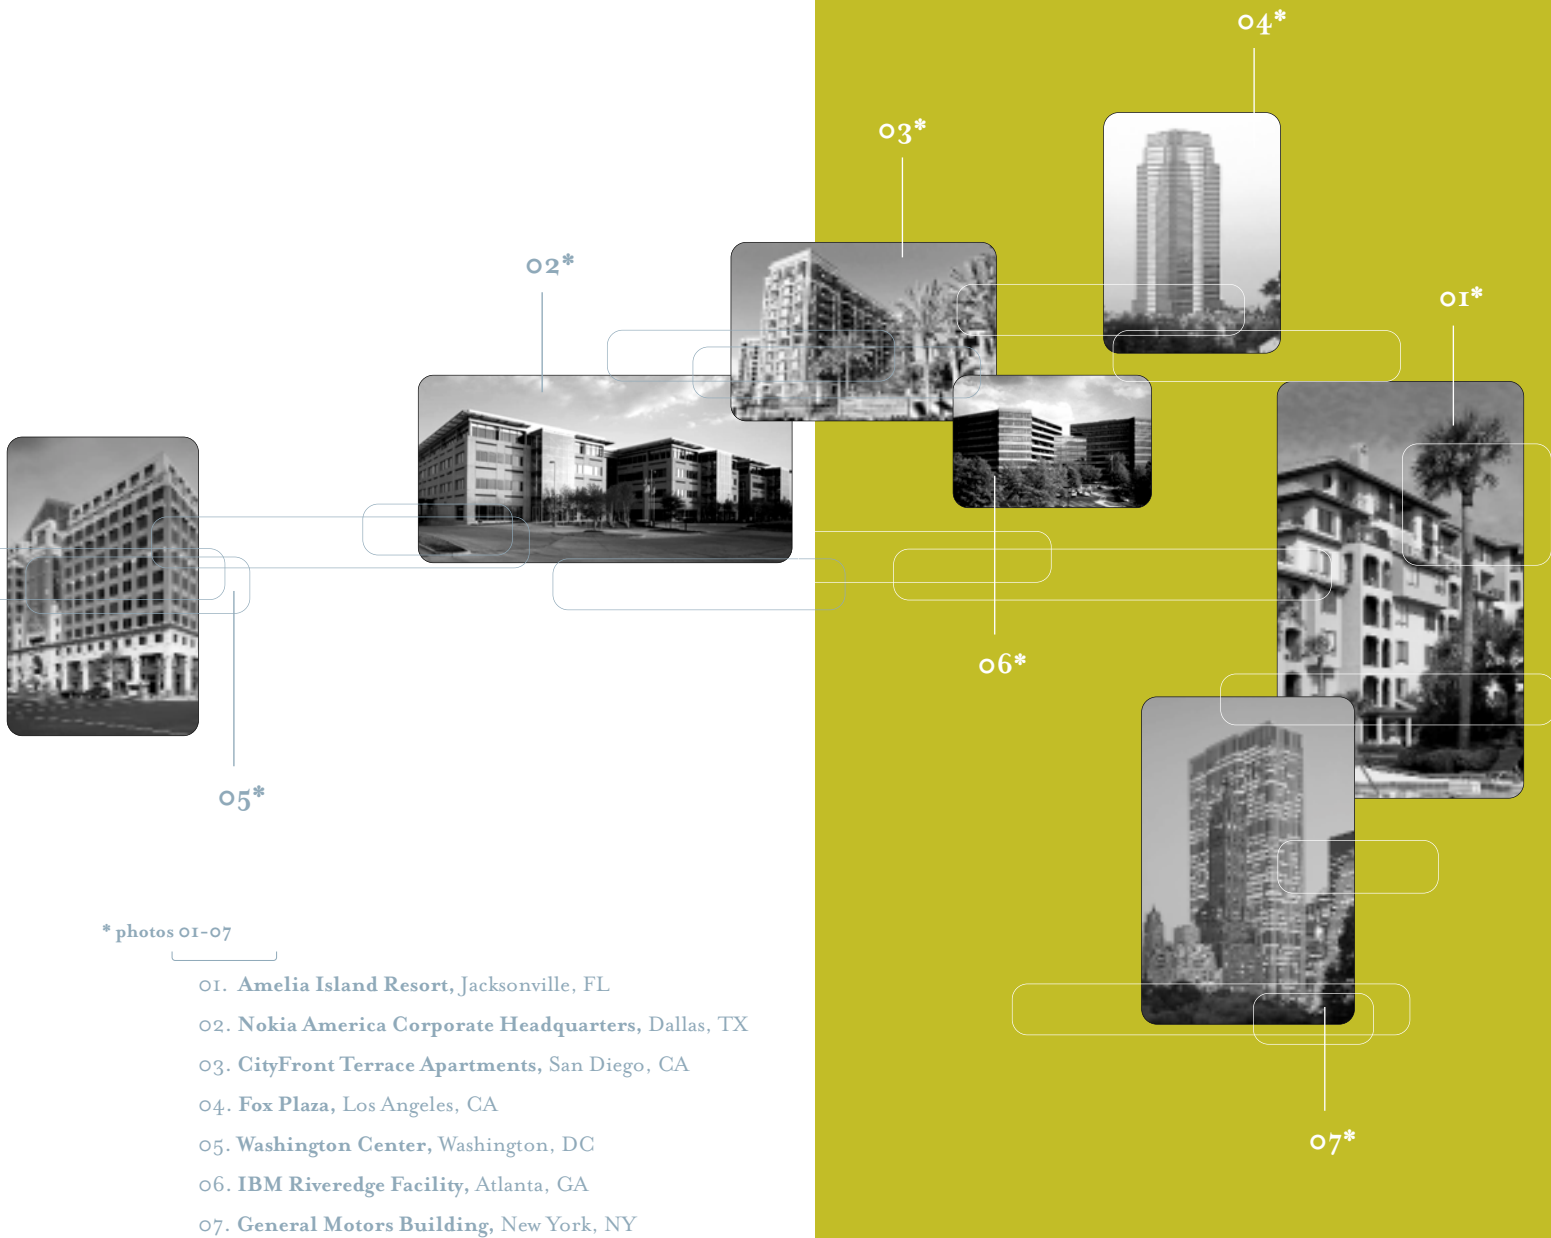 04*
03*
02*
01*
06*
05*
07*
* photos 01-07
01. Amelia Island Resort, Jacksonville, FL
02. Nokia America Corporate Headquarters, Dallas, TX
03. CityFront Terrace Apartments, San Diego, CA
04. Fox Plaza, Los Angeles, CA
05. Washington Center, Washington, DC
06. IBM Riveredge Facility, Atlanta, GA
07. General Motors Building, New York, NY